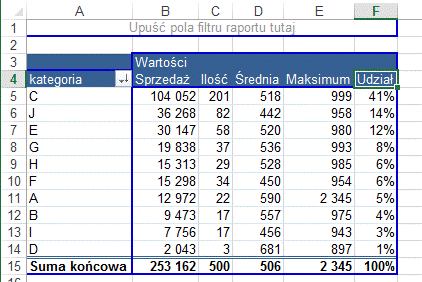 A B C D E F
1 Upuść pola filtru raportu tutaj
2
3 Wartości
4 kategoria Sprzedaż Ilość Średnia Maksimum Udział
5 C 104 052 201 518 999 41%
6 J 36 268 82 442 958 14%
7 E 30 147 58 520 980 12%
8 G 19 838 37 536 993 8%
9 H 15 313 29 528 985 6%
10 F 15 298 34 450 954 6%
11 A 12 972 22 590 2 345 5%
12 B 9 473 17 557 975 4%
13 I 7 756 17 456 943 3%
14 D 2 043 3 681 897 1%
15 Suma końcowa 253 162 500 506 2 345 100%